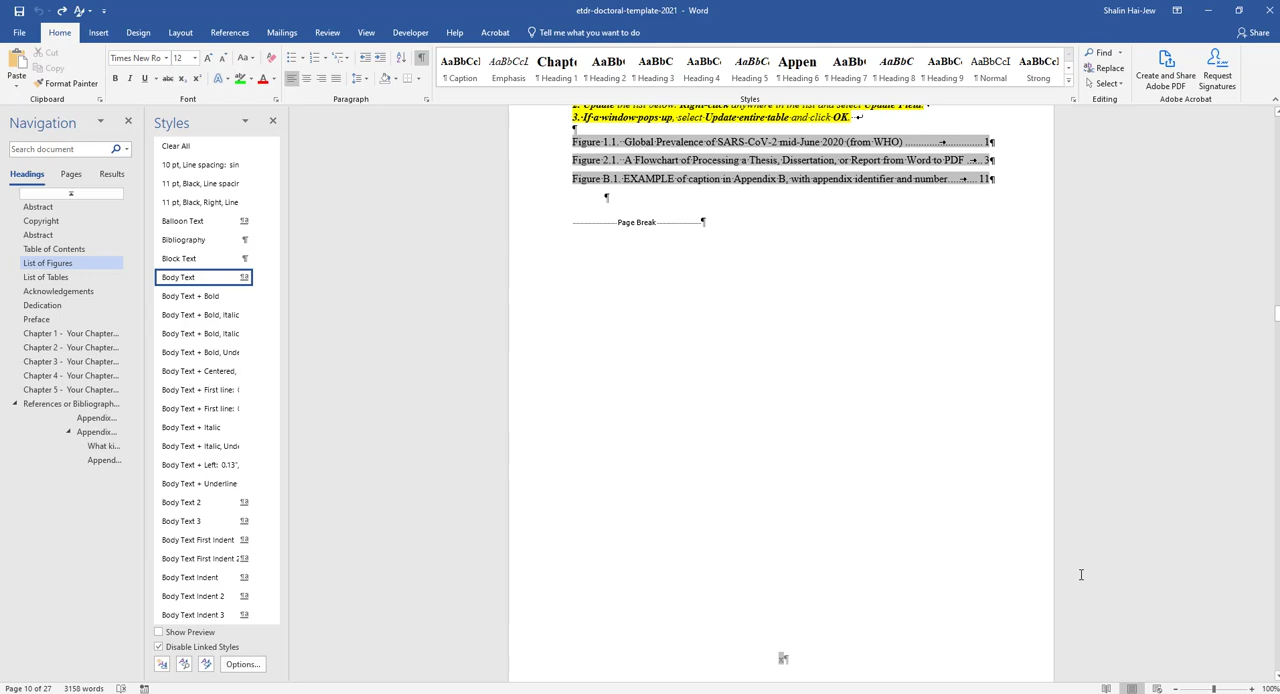 etdr-doctoral-template-2021 - Word
Shalin Hai-Jew
File Home Insert Design Layout References Mailings Review View Developer Help Acrobat Tell me what you want to do Share
Paste
Cut
Copy
Format Painter
Clipboard
Times New Ro 12
Font
Paragraph
AaBbCc AaBbCcL Chapte AaBb( AaBbC AaBbC AaBbC Appen AaBb( AaBbC AaBbC AaBbCcI AaBbCcI
¶ Caption Emphasis ¶ Heading 1 ¶ Heading 2 ¶ Heading 3 Heading 4 ¶ Heading 5 ¶ Heading 6 ¶ Heading 7 ¶ Heading 8 ¶ Heading 9 ¶ Normal Strong
Styles
Find
Replace
Select
Editing
Create and Share
Adobe PDF
Request
Signatures
Adobe Acrobat
Navigation
Search document
Headings Pages Results
Abstract
Copyright
Abstract
Table of Contents
List of Figures
List of Tables
Acknowledgements
Dedication
Preface
Chapter 1 - Your Chapter...
Chapter 2 - Your Chapter...
Chapter 3 - Your Chapter...
Chapter 4 - Your Chapter...
Chapter 5 - Your Chapter...
References or Bibliograph...
Appendix...
Appendix...
What ki...
Append...
Styles
Clear All
10 pt, Line spacing: sin
11 pt, Black, Line spacir
11 pt, Black, Right, Line
Balloon Text
Bibliography
Block Text
Body Text
Body Text + Bold
Body Text + Bold, Italic
Body Text + Bold, Italic
Body Text + Bold, Unde
Body Text + Centered,
Body Text + First line: (
Body Text + First line: (
Body Text + Italic
Body Text + Italic, Unde
Body Text + Left: 0.13",
Body Text + Underline
Body Text 2
Body Text 3
Body Text First Indent
Body Text First Indent 2
Body Text Indent
Body Text Indent 2
Body Text Indent 3
Show Preview
Disable Linked Styles
Options...
2. Update the list below. Right-click anywhere in the list and select Update Field.
3. If a window pops up, select Update entire table and click OK.
Figure 1.1. Global Prevalence of SARS-CoV-2 mid-June 2020 (from WHO) ... 1
Figure 2.1. A Flowchart of Processing a Thesis, Dissertation, or Report from Word to PDF .. 3
Figure B.1. EXAMPLE of caption in Appendix B, with appendix identifier and number... 11
Page Break
x
Page 10 of 27 3158 words
100%